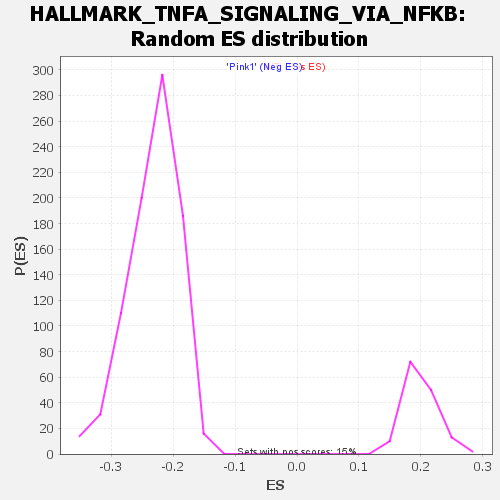 HALLMARK_TNFA_SIGNALING_VIA_NFKB:
Random ES distribution
'Pink1' (Neg ES)s ES)
300
280
260
240
220
200
180
160
140
120
100
80
60
40
20
0
P(ES)
Sets with pos scores: 15%
-0.3 -0.2 -0.1 0.0 0.1 0.2 0.3
ES